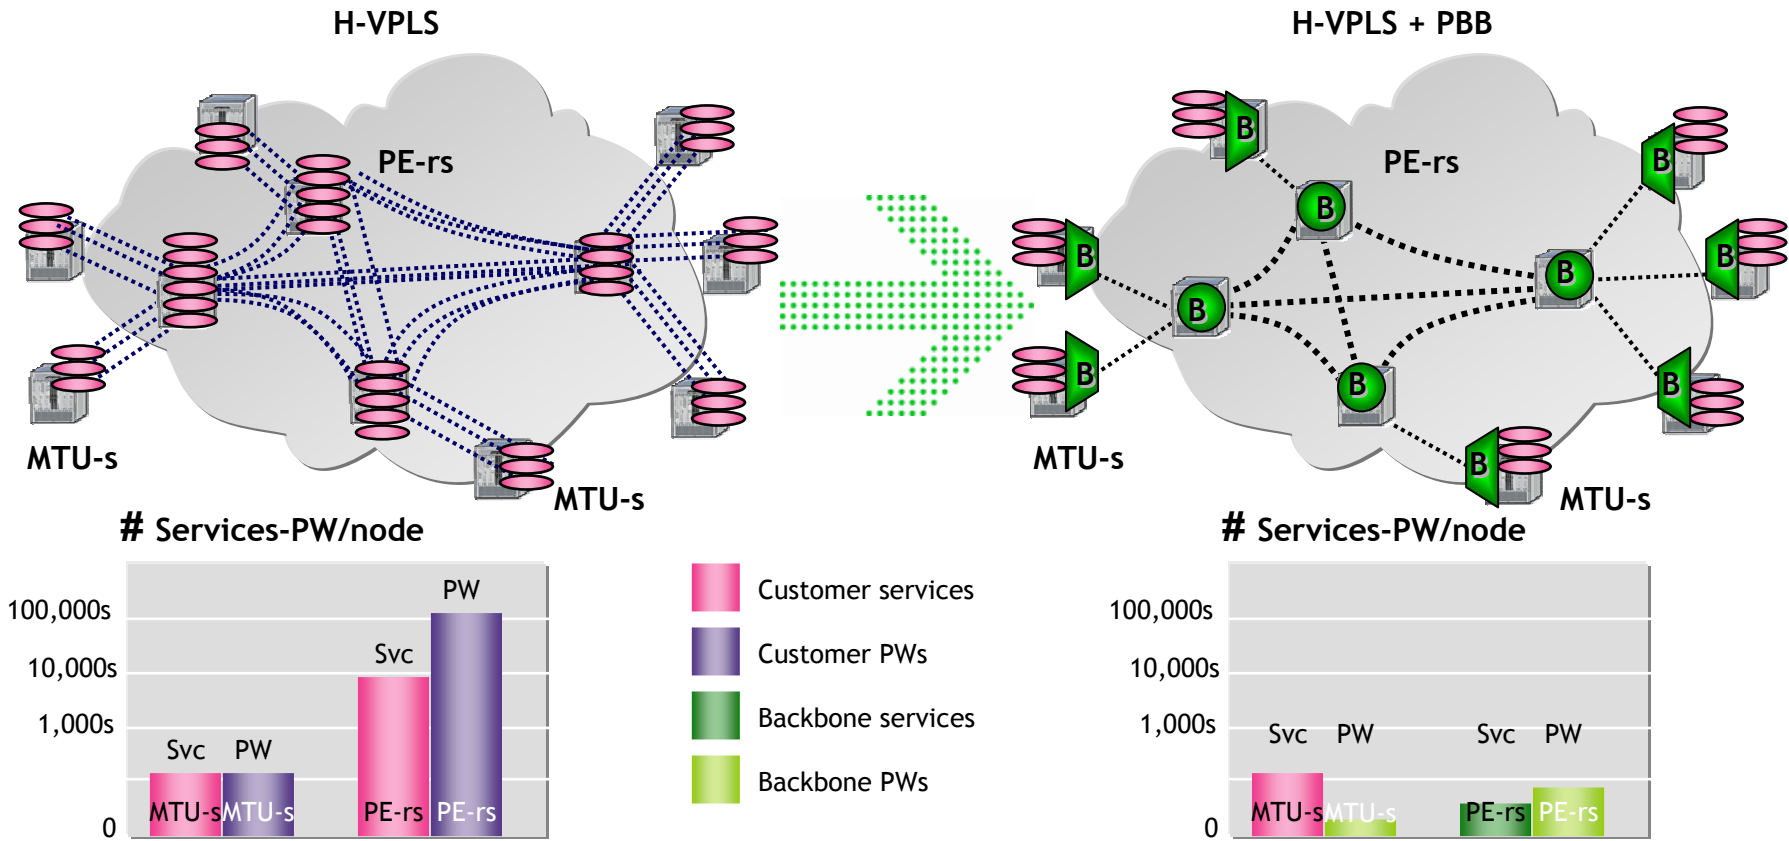 H-VPLS
H-VPLS + PBB
PE-rs
MTU-s
MTU-s
B
PE-rs
B
B
B
B
B
B
B
B
B
B
B
MTU-s
MTU-s
# Services-PW/node
100,000s
10,000s
1,000s
0
Svc
PW
Svc
PW
MTU-s
MTU-s
PE-rs
PE-rs
Customer services
Customer PWs
Backbone services
Backbone PWs
# Services-PW/node
100,000s
10,000s
1,000s
0
Svc
PW
Svc
PW
MTU-s
MTU-s
PE-rs
PE-rs